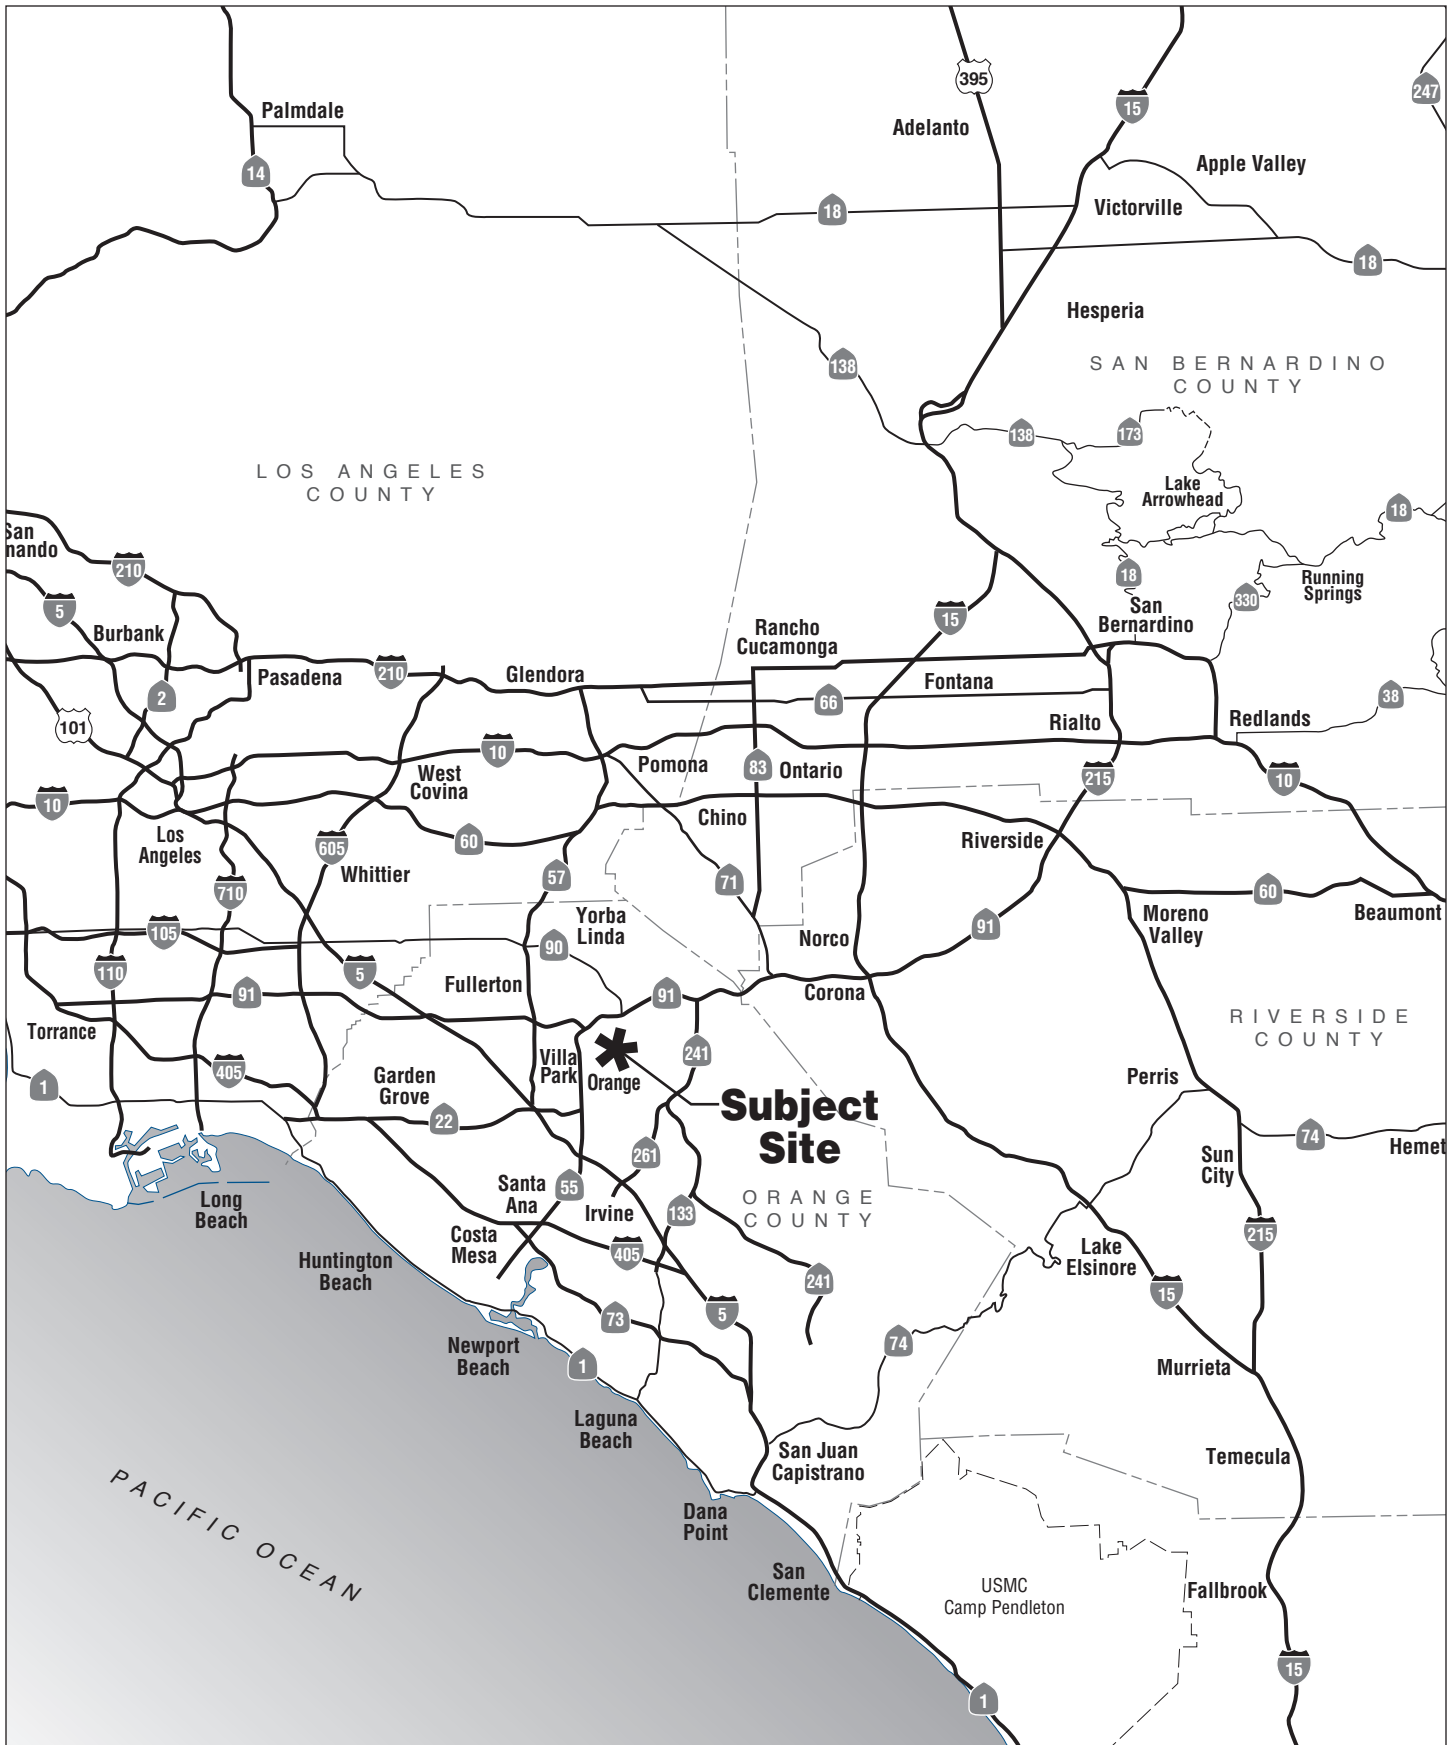 395
15
247
Palmdale
Adelanto
14
Apple Valley
18
Victorville
18
Hesperia
138
SAN BERNARDINO
COUNTY
138
173
LOS ANGELES
COUNTY
Lake
Arrowhead
18
San
nando
210
18
Running
Springs
5
330
15
San
Bernardino
Burbank
Rancho
Cucamonga
Pasadena
210
Glendora
Fontana
2
66
38
101
Rialto
Redlands
10
Pomona
83
Ontario
215
10
West
Covina
10
Chino
Los
Angeles
605
60
Riverside
Whittier
710
57
71
60
Moreno
Valley
Beaumont
Yorba
Linda
91
105
90
Norco
110
5
Fullerton
91
91
Corona
Torrance
RIVERSIDE
COUNTY
241
Villa
Park
Orange
405
1
Garden
Grove
Perris
Subject
Site
22
74
Hemet
261
Sun
City
Santa
Ana
55
Long
Beach
Irvine
133
ORANGE
COUNTY
Costa
Mesa
405
215
Huntington
Beach
Lake
Elsinore
241
15
73
5
74
Newport
Beach
1
Murrieta
Laguna
Beach
San Juan
Capistrano
Temecula
PACIFIC OCEAN
Dana
Point
San
Clemente
USMC
Camp Pendleton
Fallbrook
15
1